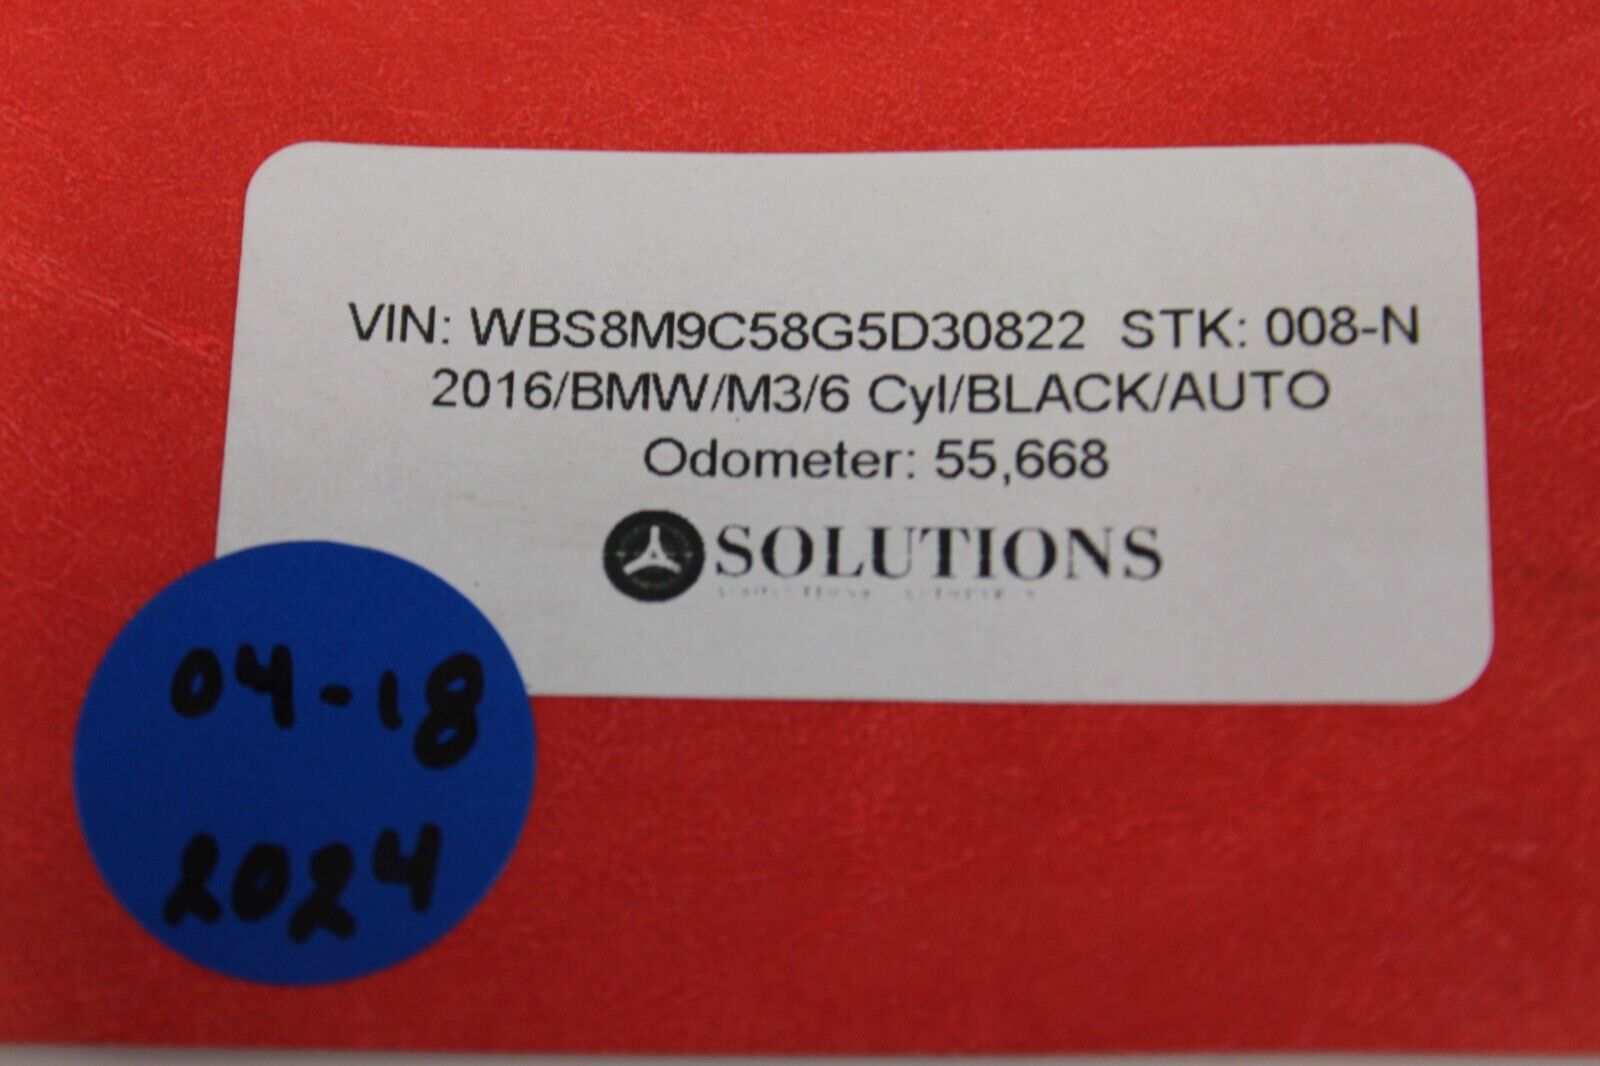 VIN: WBS8M9C58G5D30822 STK: 008-N
2016/BMW/M3/6 Cyl/BLACK/AUTO
Odometer: 55,668
SOLUTIONS
04-18
2024